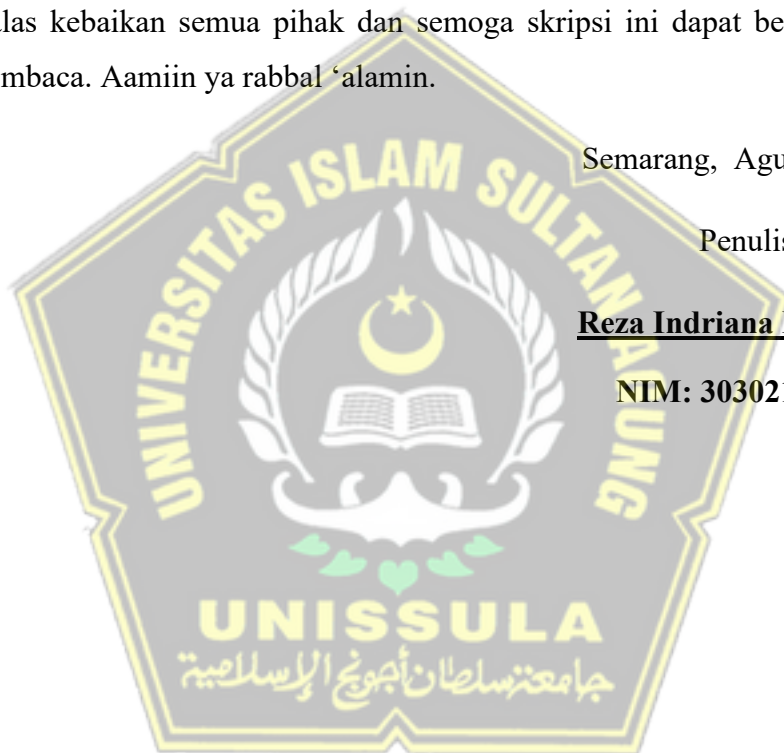 alas kebaikan semua pihak dan semoga skripsi ini dapat be
mbaca. Aamiin ya rabbal ‘alamin.
Semarang, Agu
Penulis
Reza Indriana
NIM: 30302
UNIVERSITAS ISLAM SULTAN AGUNG
UNISSULA
جامعة سلطان أجونج الإسلامية